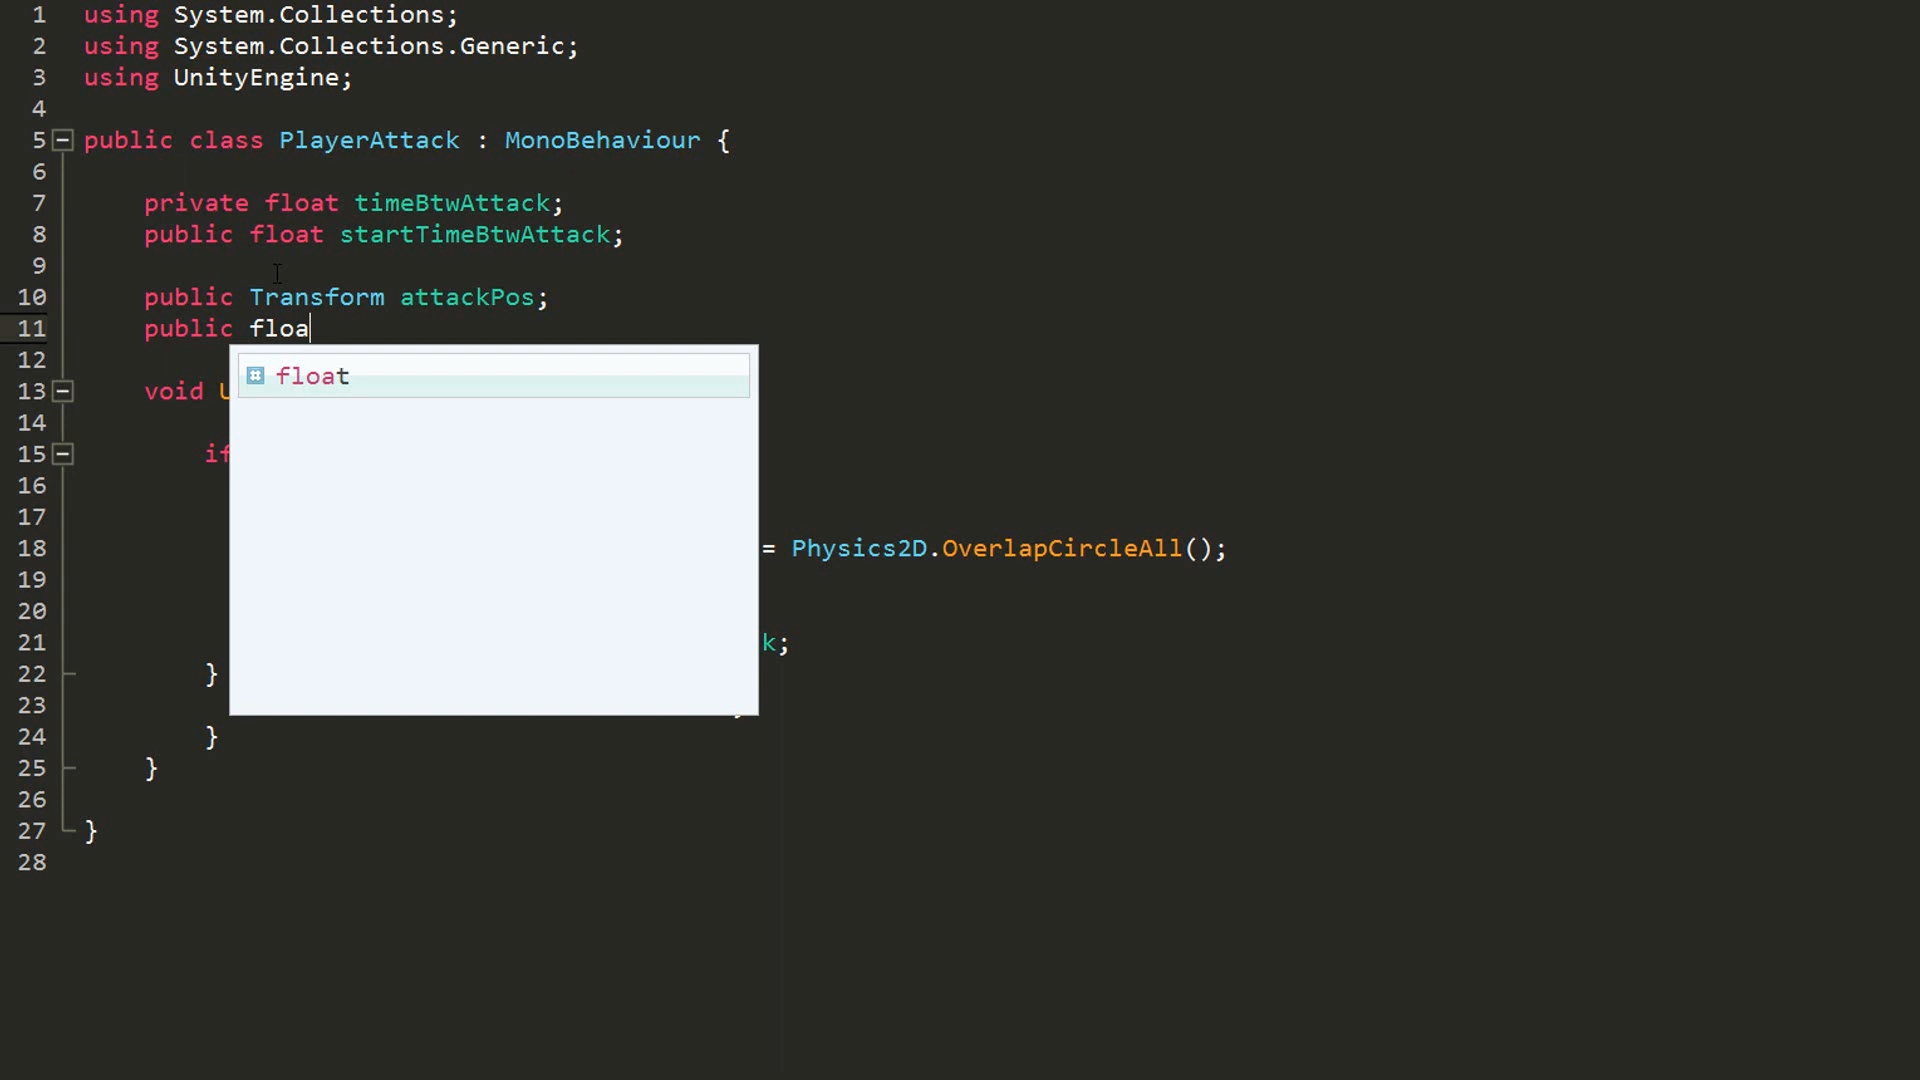 1 using System.Collections;
2 using System.Collections.Generic;
3 using UnityEngine;
4
5 public class PlayerAttack : MonoBehaviour {
6
7 private float timeBtwAttack;
8 public float startTimeBtwAttack;
9
10 public Transform attackPos;
11 public floa
float
12
13 void U
14
15 if
16
17
18 = Physics2D.OverlapCircleAll();
19
20
21 k;
22 }
23
24 }
25 }
26
27 }
28